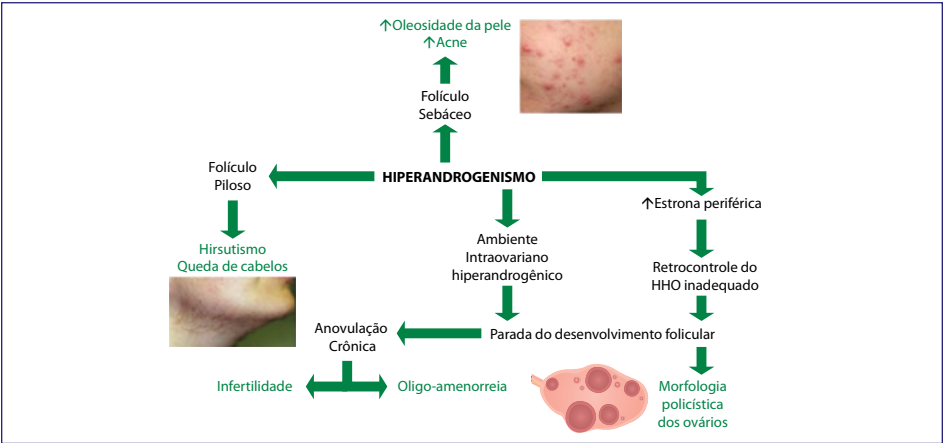 ↑Oleosidade da pele
↑Acne
Folículo
Sebáceo
Folículo
Piloso
HIPERANDROGENISMO
↑Estrona periférica
Hirsutismo
Queda de cabelos
Ambiente
Intraovariano
hiperandrogênico
Retrocontrole do
HHO inadequado
Anovulação
Crônica
Parada do desenvolvimento folicular
Infertilidade
Oligo-amenorreia
Morfologia
policística
dos ovários